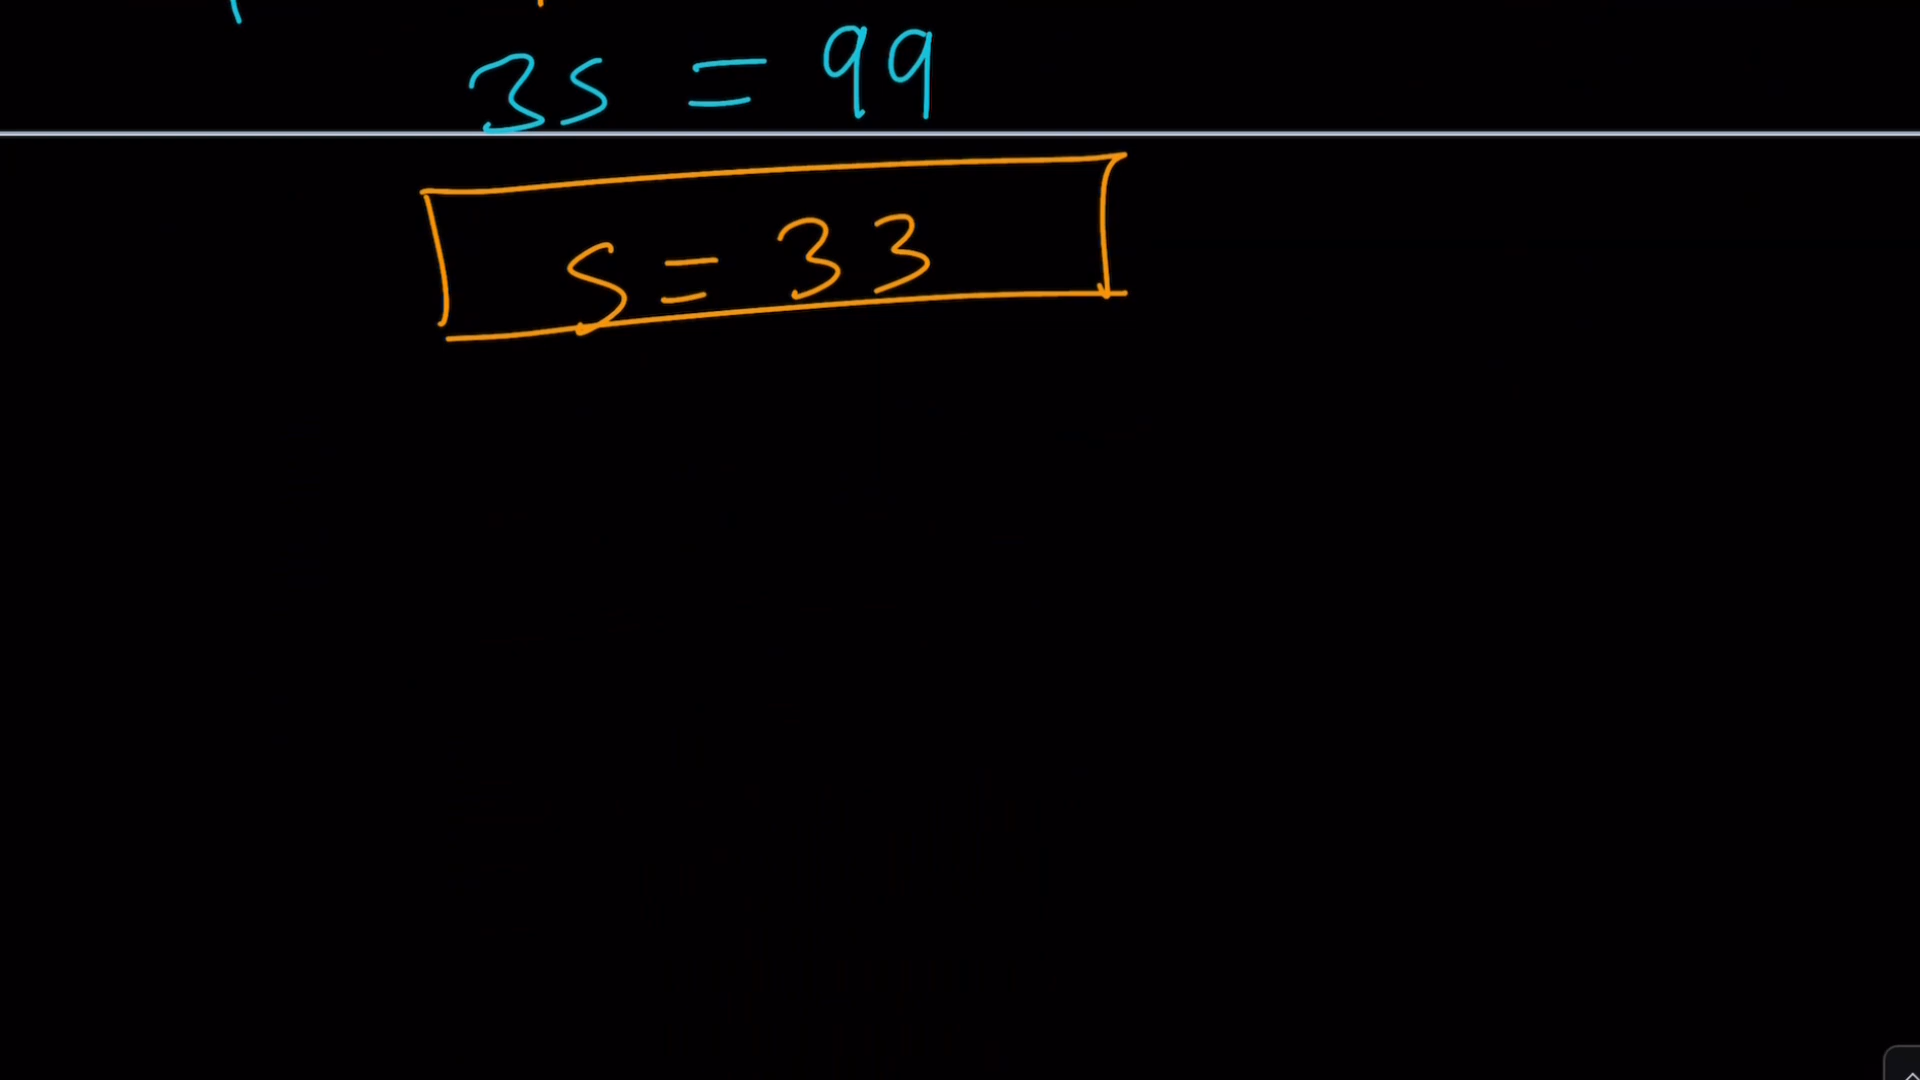 3s = 99
s = 33